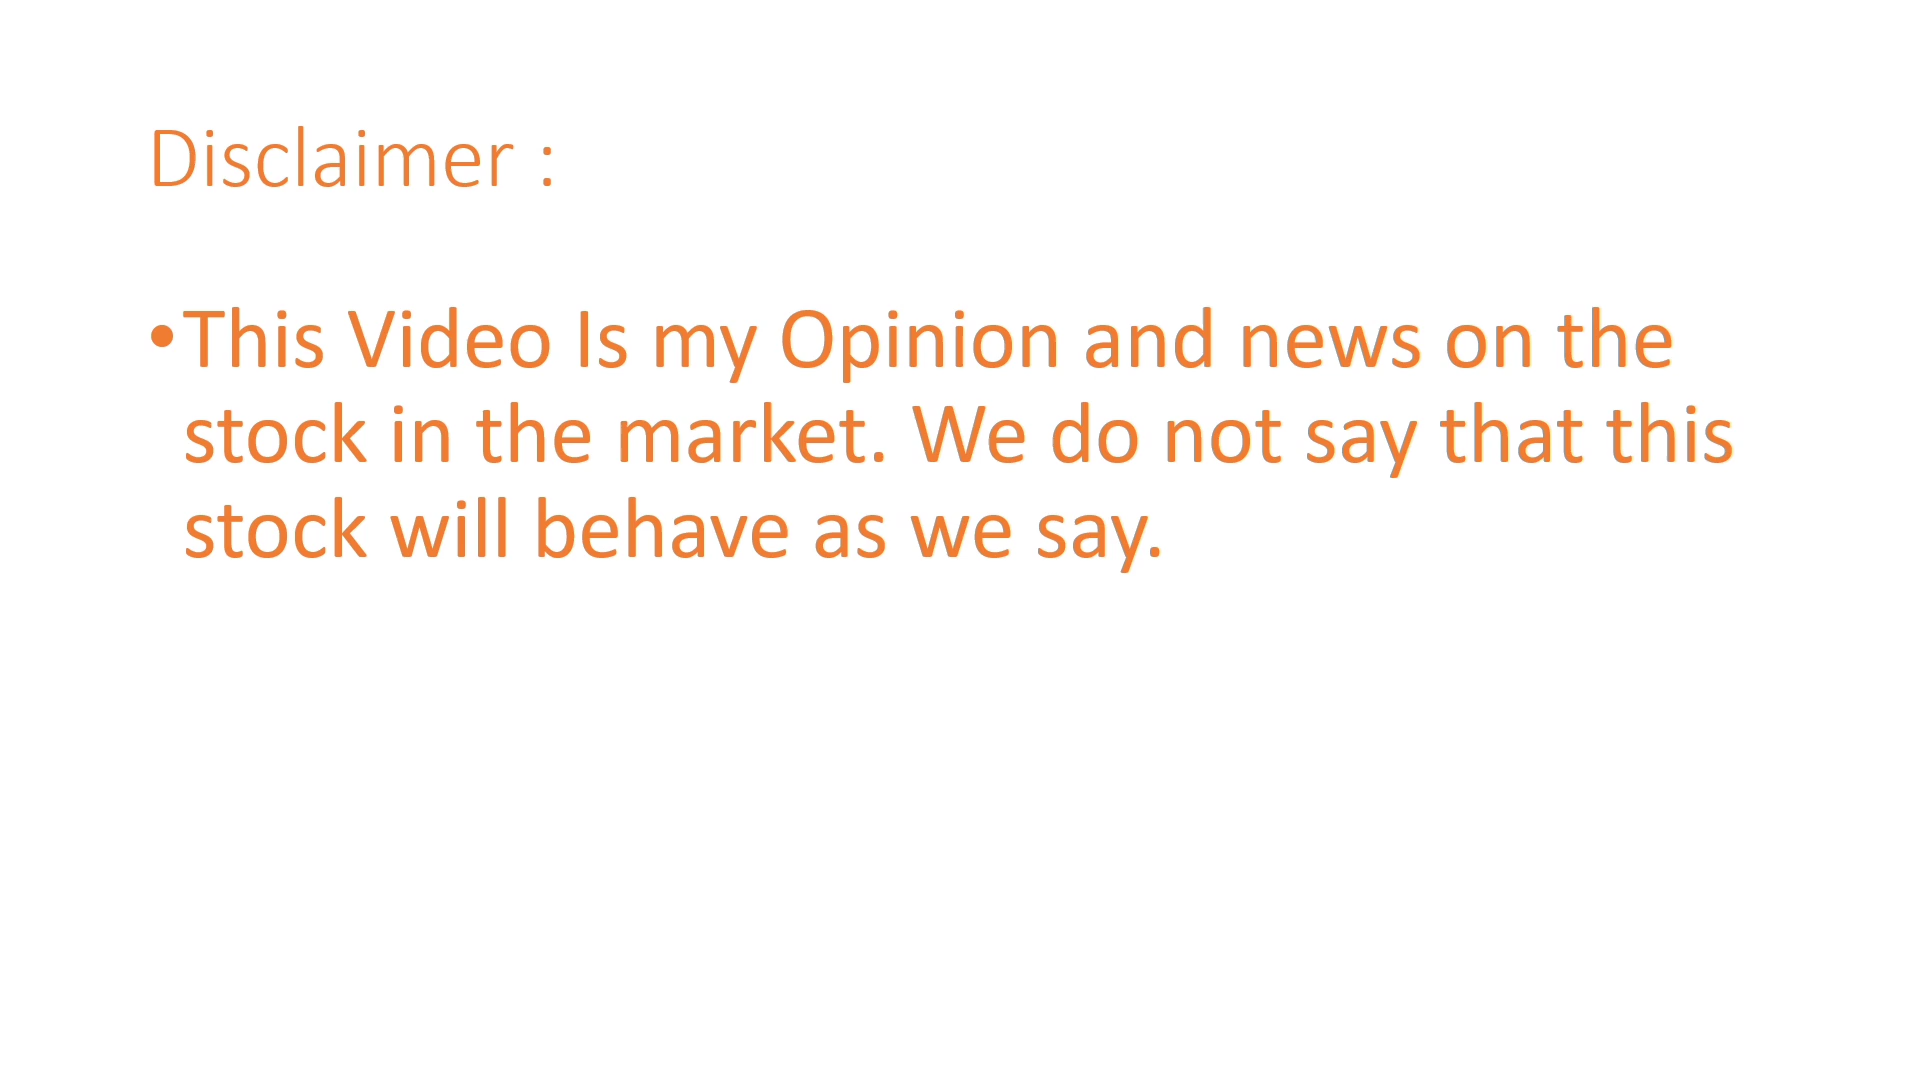 Disclaimer :
•This Video Is my Opinion and news on the
stock in the market. We do not say that this
stock will behave as we say.